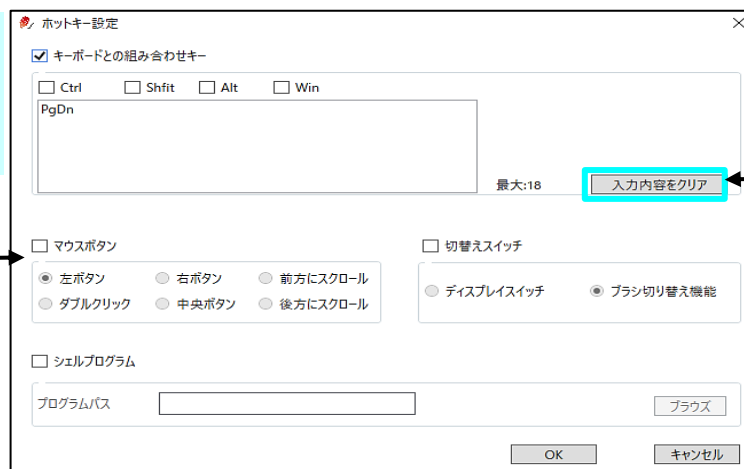 ホットキー設定
キーボードとの組み合わせキー
Ctrl Shfit Alt Win
PgDn
最大:18 入力内容をクリア
マウスボタン 切替えスイッチ
左ボタン 右ボタン 前方にスクロール
ディスプレイスイッチ ブラシ切り替え機能
ダブルクリック 中央ボタン 後方にスクロール
シェルプログラム
プログラムパス ブラウズ
OK キャンセル